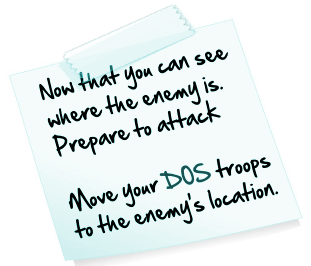 Now that you can see
where the enemy is.
Prepare to attack
Move your DOS troops
to the enemy's location.